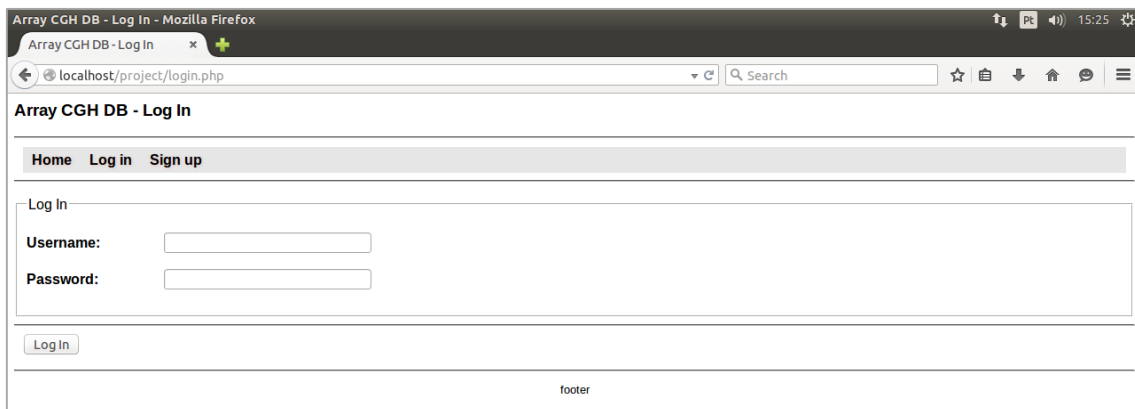 Array CGH DB - Log In - Mozilla Firefox Pt 15:25
Array CGH DB - Log In
localhost/project/login.php Search
Array CGH DB - Log In
Home Log in Sign up
Log In
Username:
Password:
Log In
footer